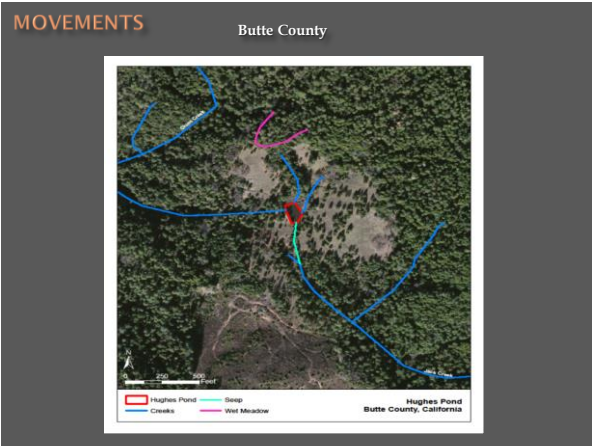 MOVEMENTS
Butte County
N
0 250 500
Feet
Hughes Pond
Seep
Creeks
Wet Meadow
Hughes Pond
Butte County, California